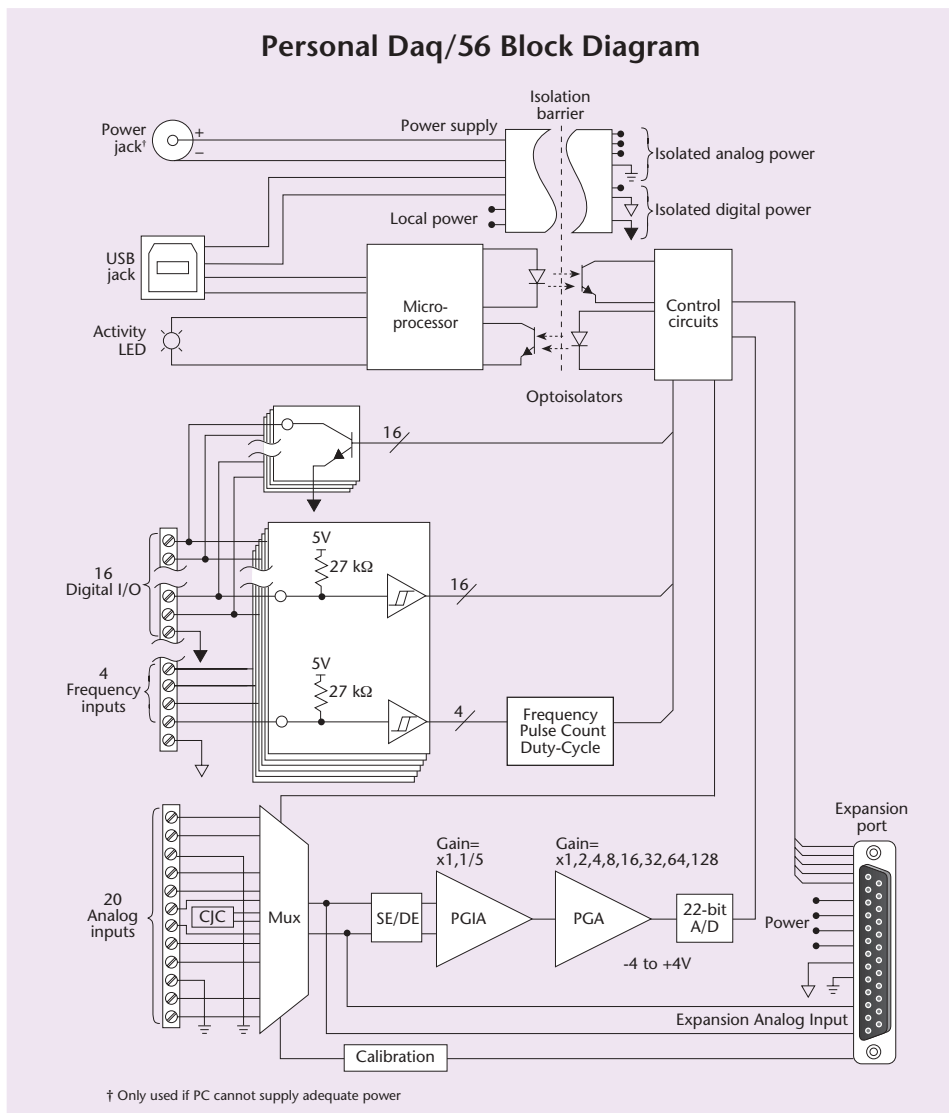 Personal Daq/56 Block Diagram
Isolation
barrier
Power
jack†
+
–
Power supply
Isolated analog power
Local power
Isolated digital power
USB
jack
Micro-
processor
Control
circuits
Activity
LED
Optoisolators
16
5V
27 kΩ
16
16
Digital I/O
5V
27 kΩ
4
4
Frequency
inputs
Frequency
Pulse Count
Duty-Cycle
Expansion
port
Gain=
x1,1/5
Gain=
x1,2,4,8,16,32,64,128
20
Analog
inputs
CJC
Mux
SE/DE
PGIA
PGA
22-bit
A/D
Power
-4 to +4V
Expansion Analog Input
Calibration
† Only used if PC cannot supply adequate power